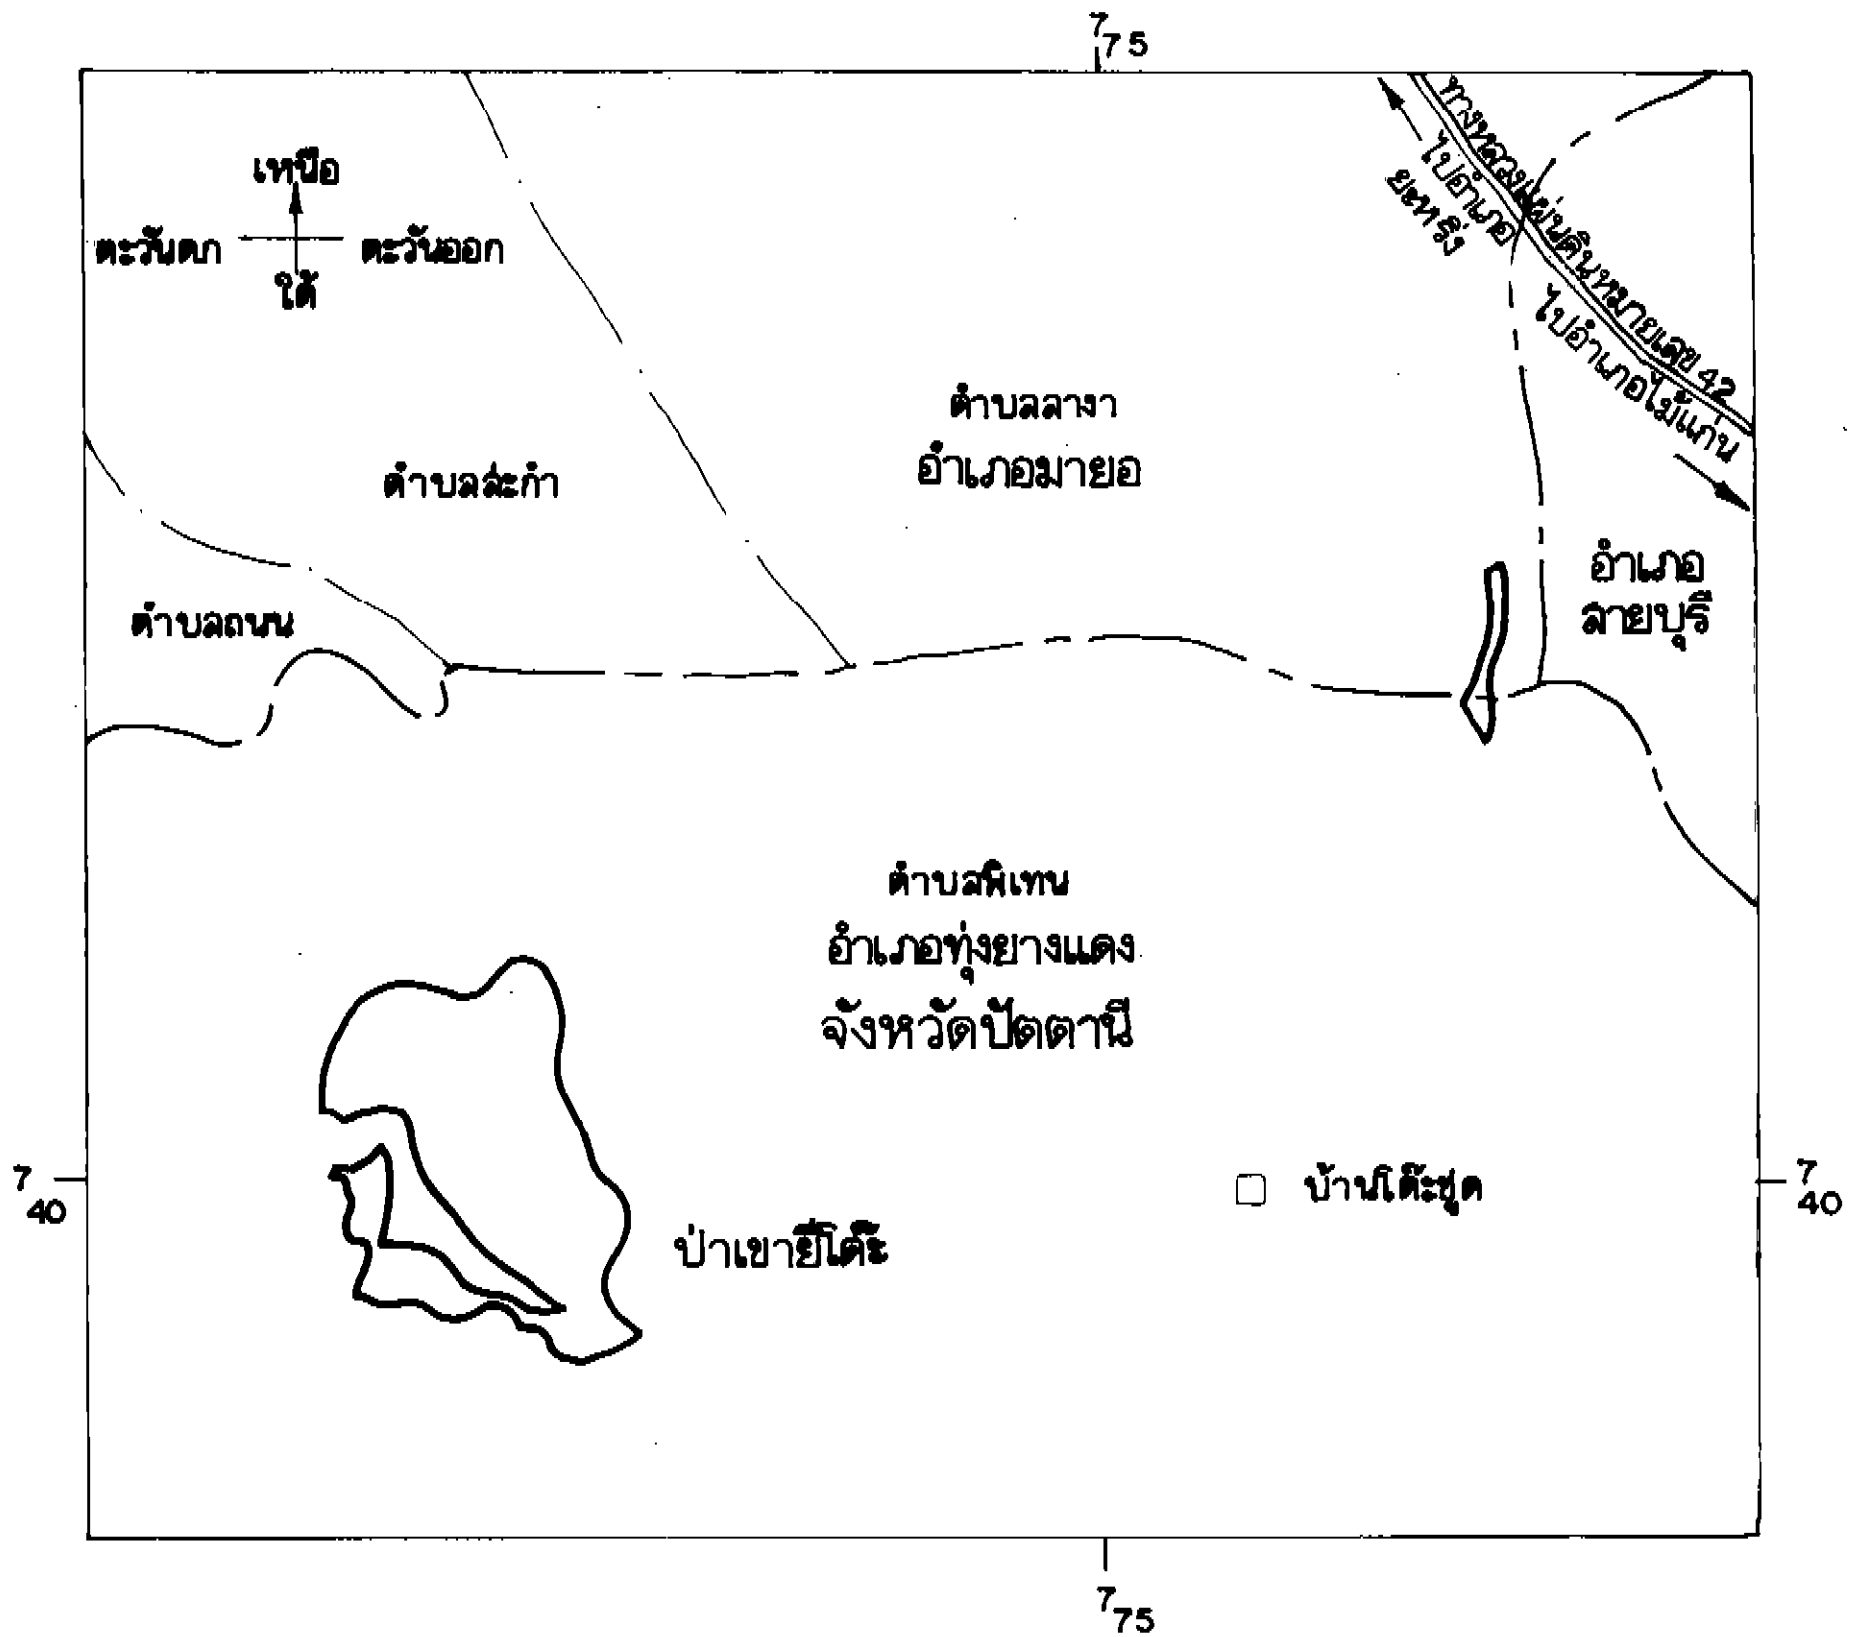 7
75
เหนือ
ตะวันตก
ตะวันออก
ใต้
ทางหลวงแผ่นดินหมายเลข 42
ไปอำเภอ
ยะหริ่ง
ไปอำเภอไม้แก่น
ตำบลลางา
อำเภอมายอ
ตำบลสะกำ
อำเภอ
สายบุรี
ตำบลถนน
ตำบลพิเทน
อำเภอทุ่งยางแดง
จังหวัดปัตตานี
7
40
บ้านโต๊ะชูด
7
40
ป่าเขายีโต๊ะ
7
75